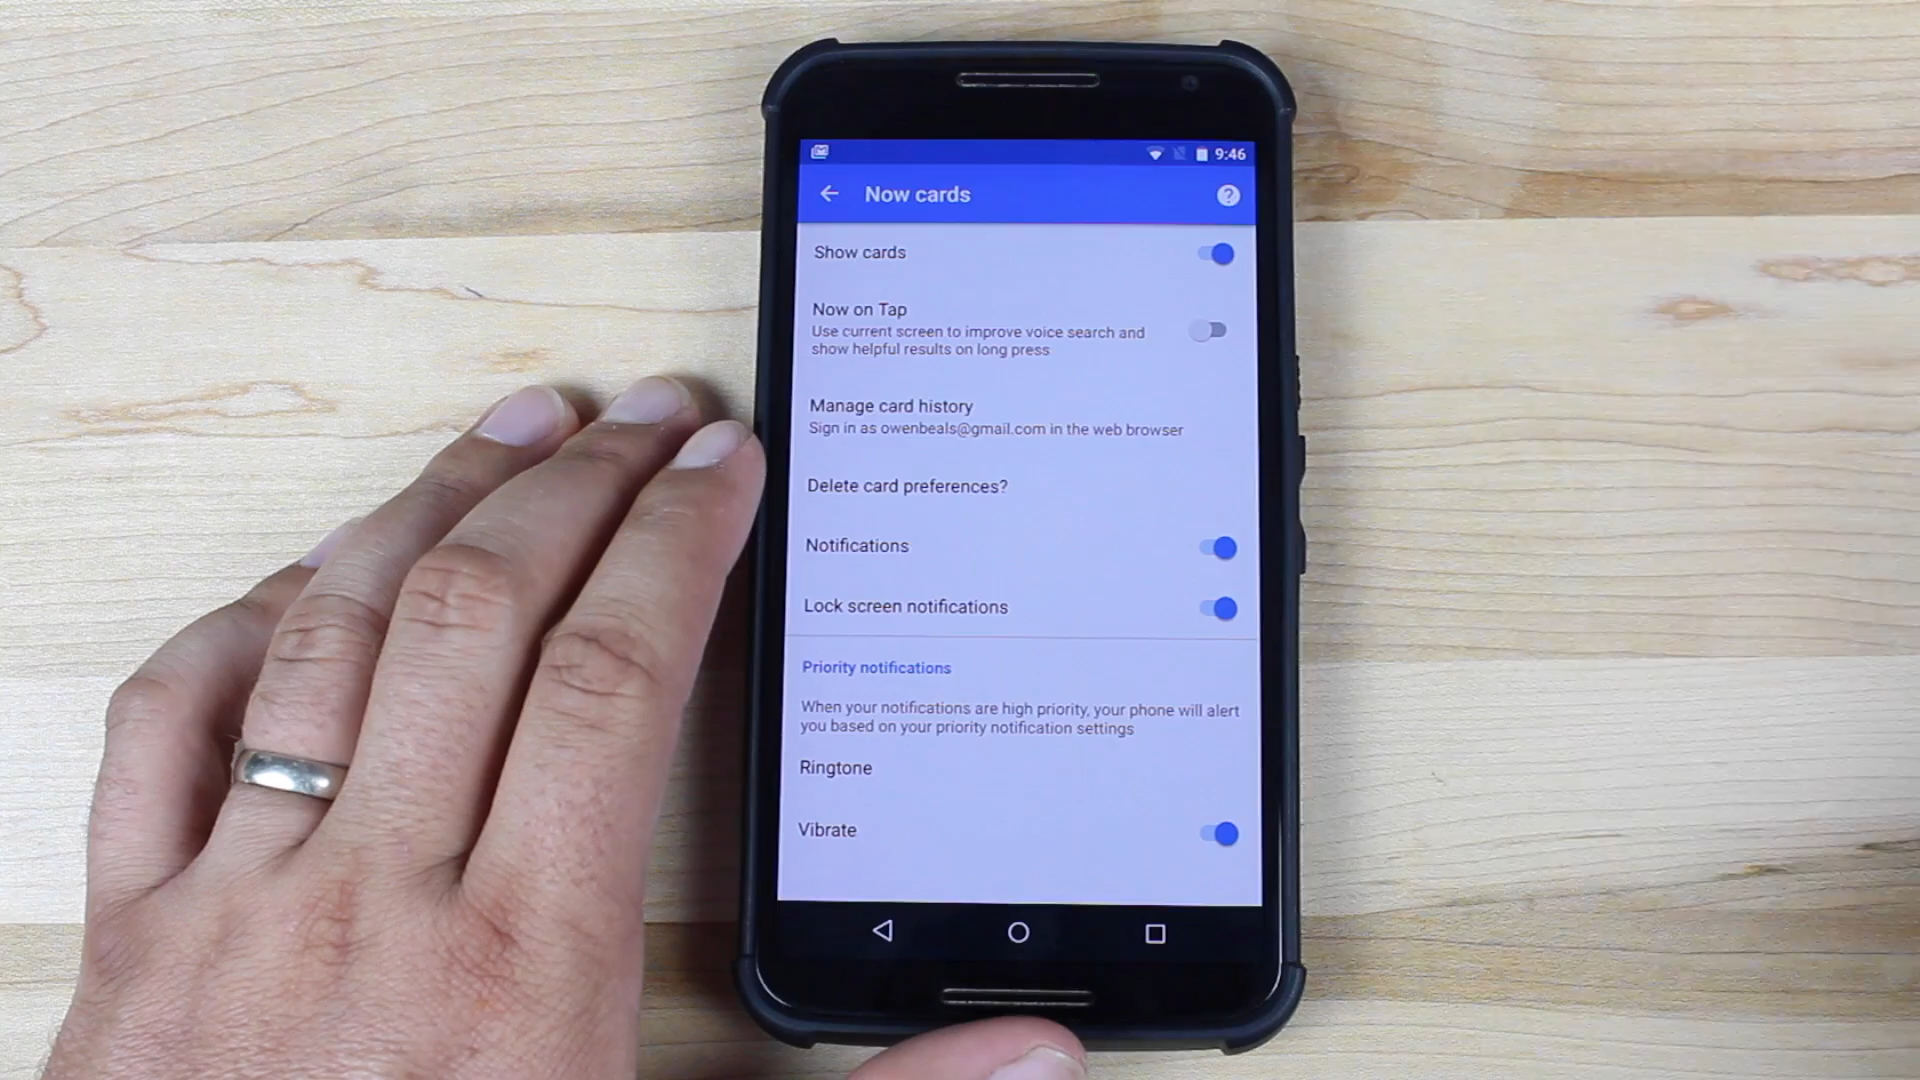 9:46
Now cards
Show cards
Now on Tap
Use current screen to improve voice search and
show helpful results on long press
Manage card history
Sign in as owenbeals@gmail.com in the web browser
Delete card preferences?
Notifications
Lock screen notifications
Priority notifications
When your notifications are high priority, your phone will alert
you based on your priority notification settings
Ringtone
Vibrate